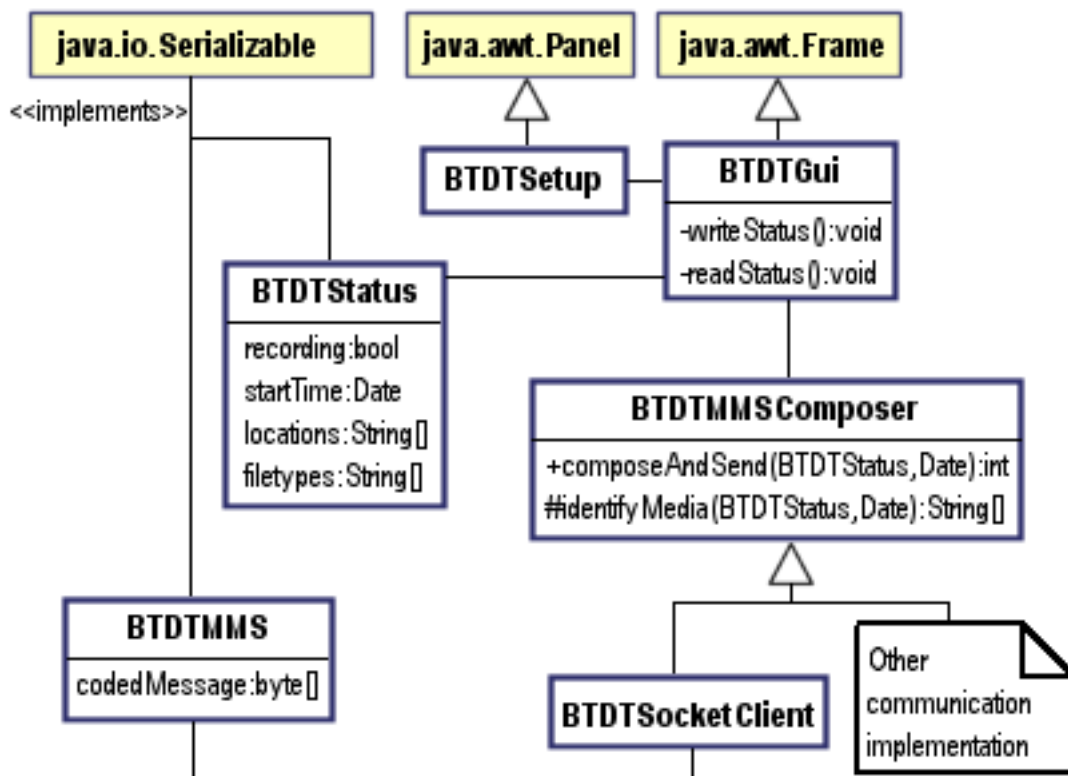 java.io.Serializable
java.awt.Panel
java.awt.Frame
<<implements>>
BTDTSetup
BTDTGui
-writeStatus():void
-readStatus():void
BTDTStatus
recording:bool
startTime:Date
locations:String[]
filetypes:String[]
BTDTMMSComposer
+composeAndSend(BTDTStatus,Date):int
#identifyMedia(BTDTStatus,Date):String[]
BTDTMMS
codedMessage:byte[]
BTDTSocketClient
Other
communication
implementation